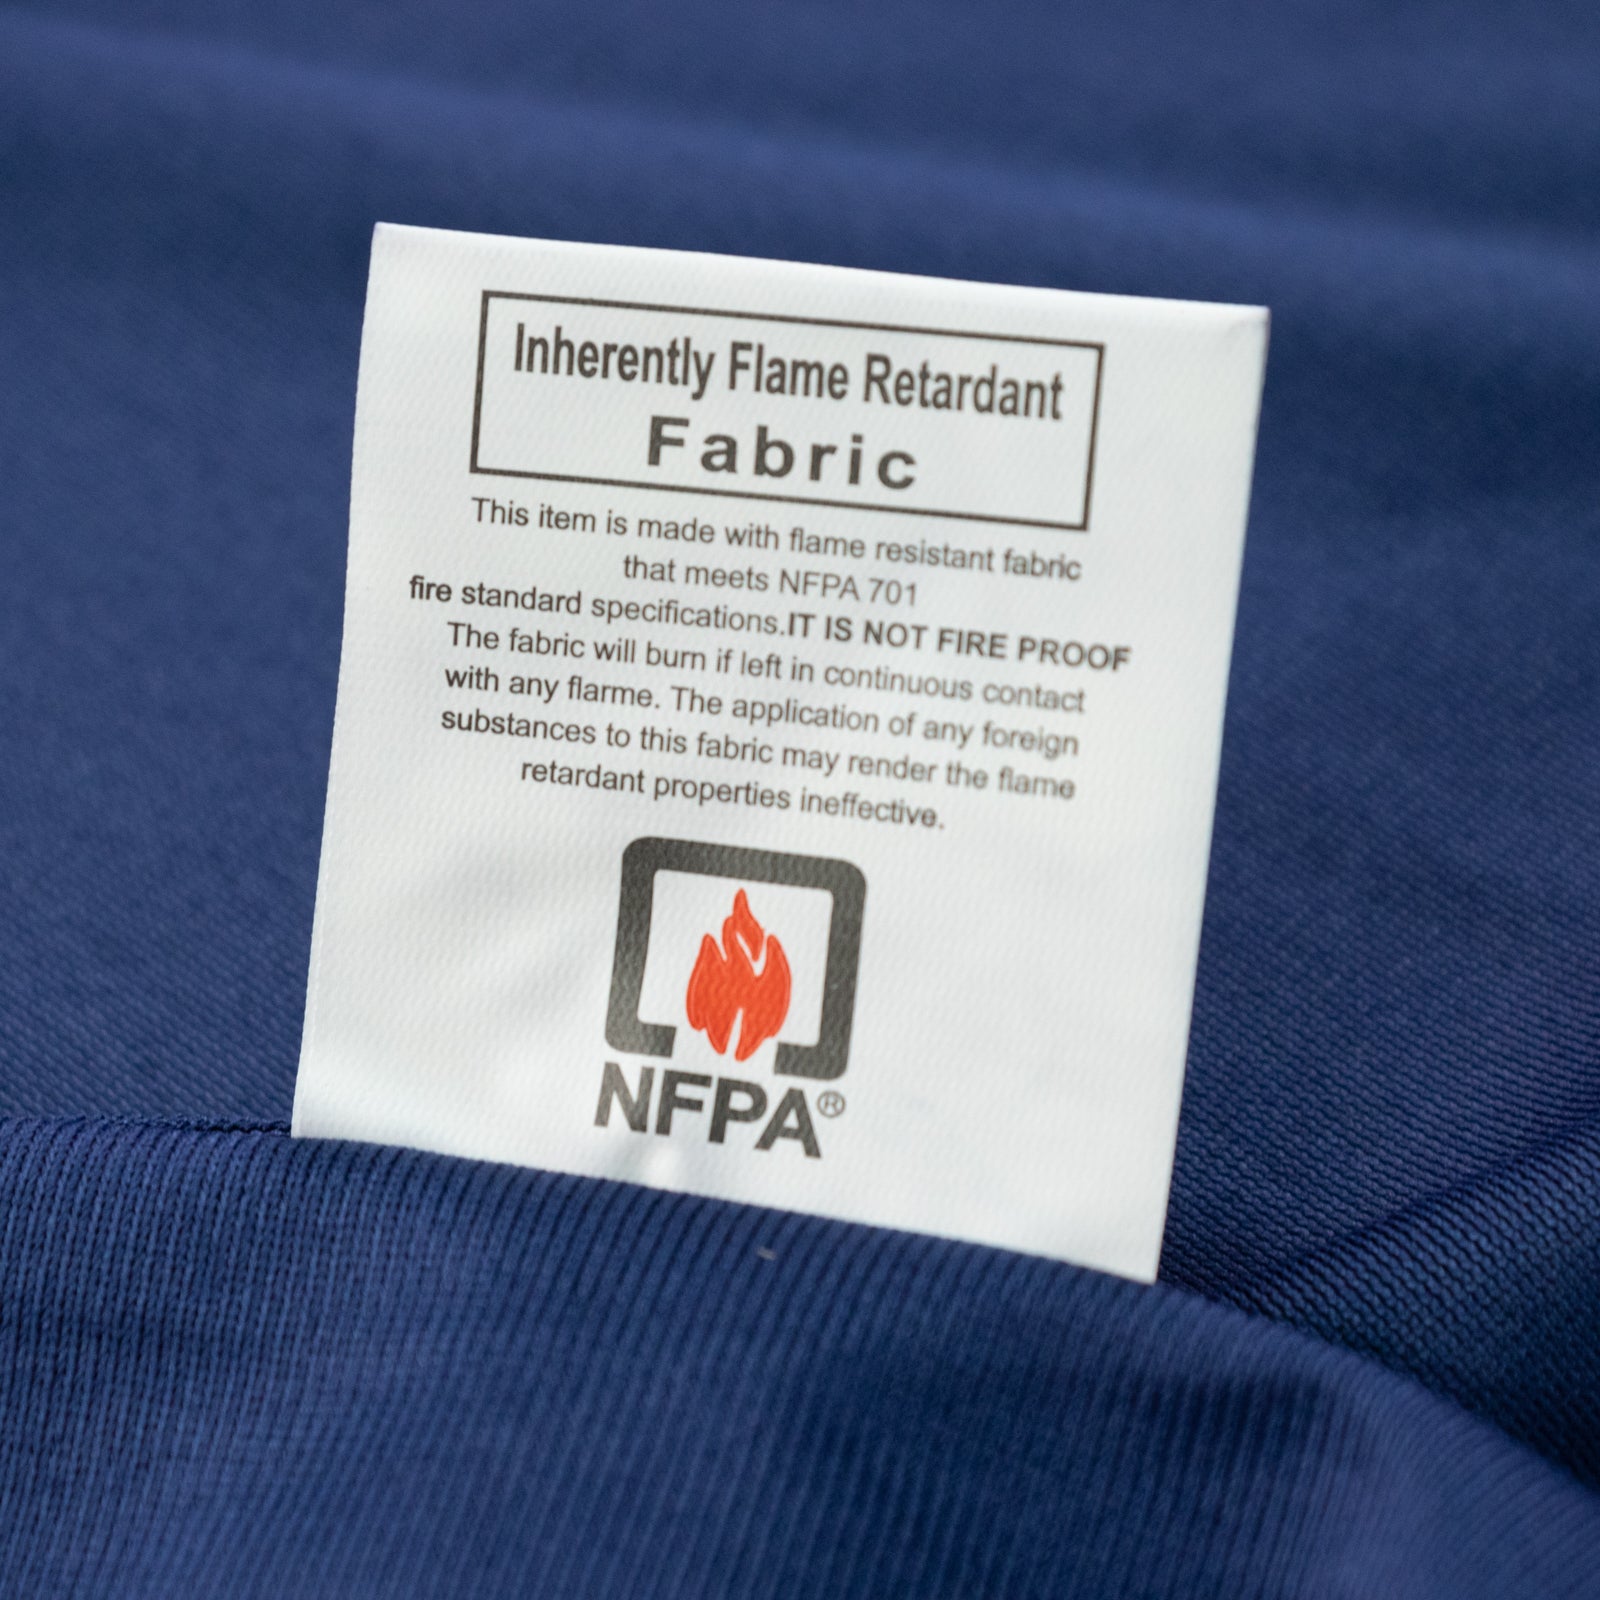 Inherently Flame Retardant
Fabric
This item is made with flame resistant fabric
that meets NFPA 701
fire standard specifications.IT IS NOT FIRE PROOF
The fabric will burn if left in continuous contact
with any flarme. The application of any foreign
substances to this fabric may render the flame
retardant properties ineffective.
NFPA®